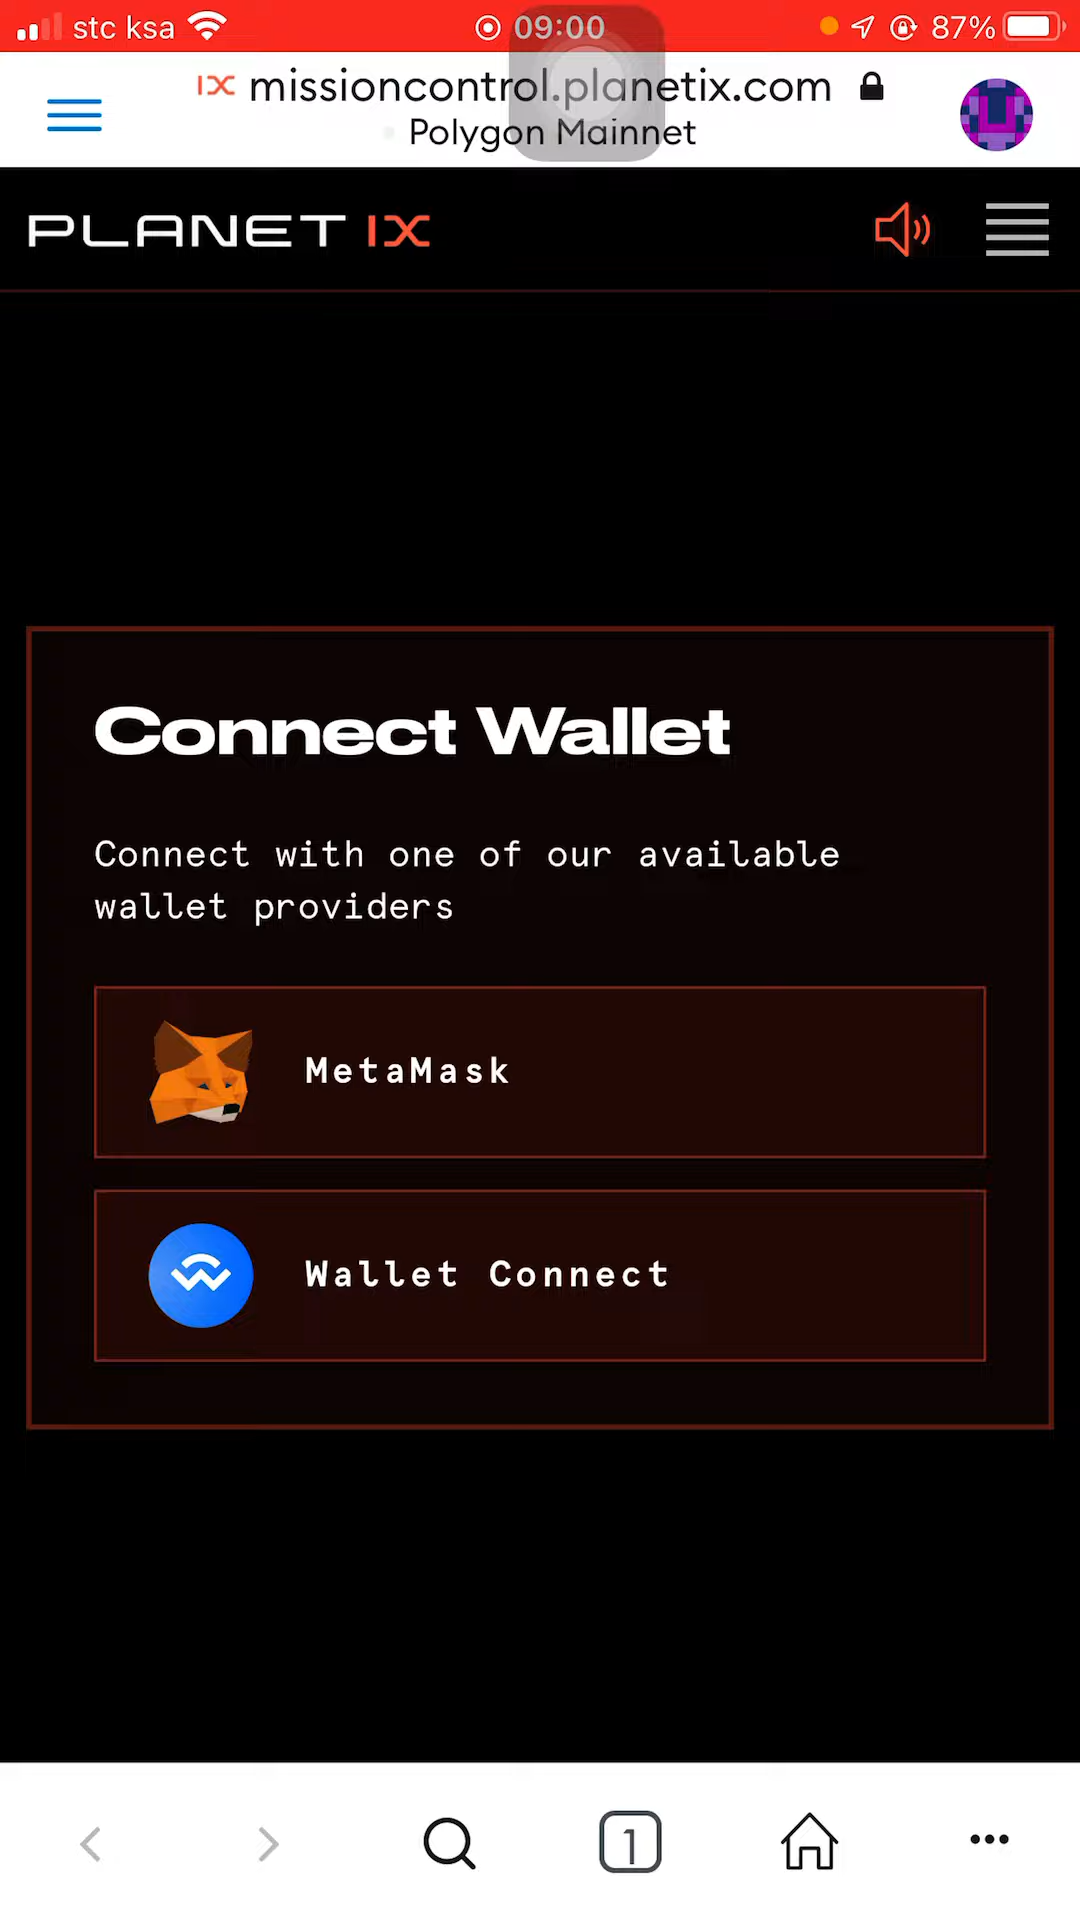 stc ksa 09:00 87%
IX missioncontrol.planetix.com
Polygon Mainnet
PLANET IX
Connect Wallet
Connect with one of our available
wallet providers
MetaMask
Wallet Connect
1